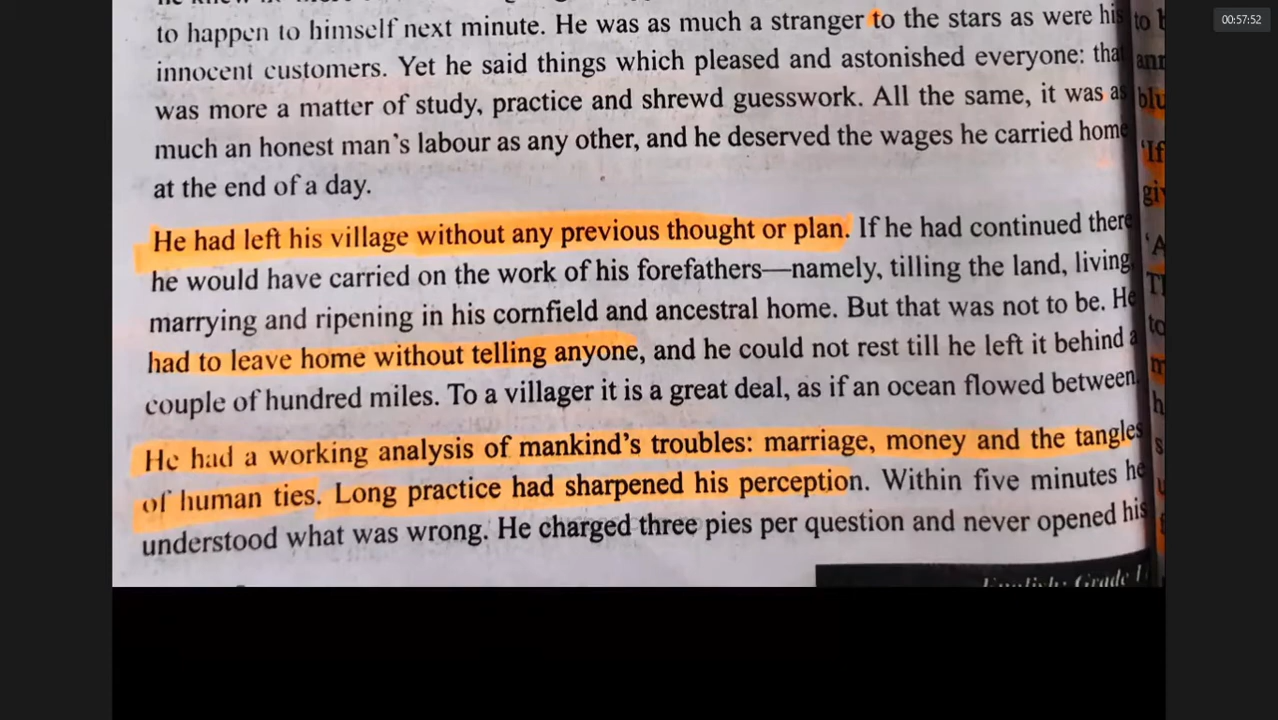 to happen to himself next minute. He was as much a stranger to the stars as were his
innocent customers. Yet he said things which pleased and astonished everyone: that
was more a matter of study, practice and shrewd guesswork. All the same, it was as
much an honest man's labour as any other, and he deserved the wages he carried home
at the end of a day.
He had left his village without any previous thought or plan. If he had continued there
he would have carried on the work of his forefathers—namely, tilling the land, living,
marrying and ripening in his cornfield and ancestral home. But that was not to be. He
had to leave home without telling anyone, and he could not rest till he left it behind a
couple of hundred miles. To a villager it is a great deal, as if an ocean flowed between.
He had a working analysis of mankind's troubles: marriage, money and the tangles
of human ties. Long practice had sharpened his perception. Within five minutes he
understood what was wrong. He charged three pies per question and never opened his
English: Grade
00:57:52